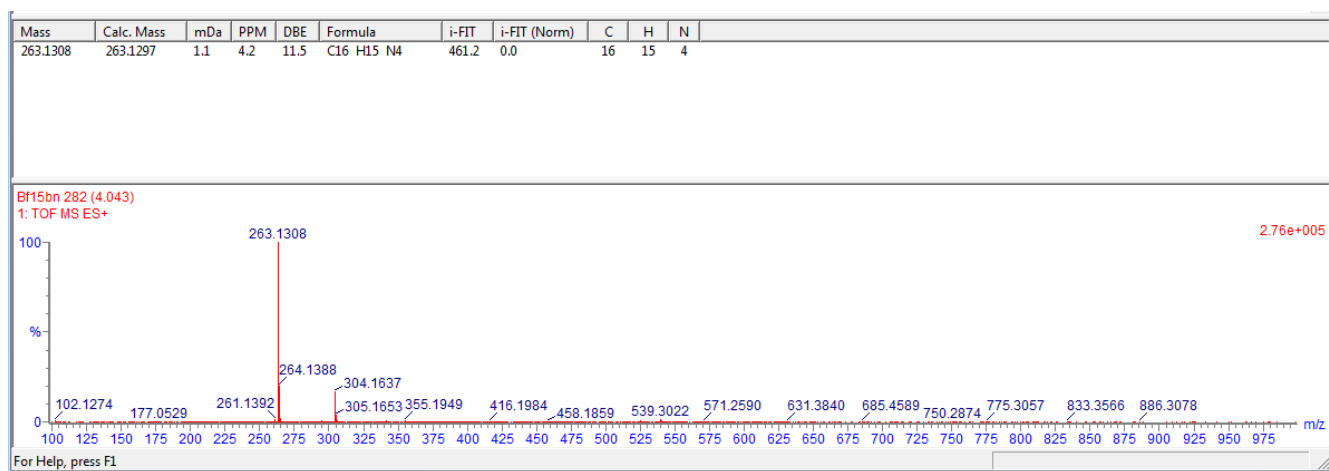 Mass Calc. Mass mDa PPM DBE Formula i-FIT i-FIT (Norm) C H N
263.1308 263.1297 1.1 4.2 11.5 C16 H15 N4 461.2 0.0 16 15 4
Bf15bn 282 (4.043)
1: TOF MS ES+
263.1308
2.76e+005
100
%
264.1388
304.1637
102.1274 177.0529 261.1392 305.1653 355.1949 416.1984 458.1859 539.3022 571.2590 631.3840 685.4589 750.2874 775.3057 833.3566 886.3078
0
m/z
100 125 150 175 200 225 250 275 300 325 350 375 400 425 450 475 500 525 550 575 600 625 650 675 700 725 750 775 800 825 850 875 900 925 950 975
For Help, press F1